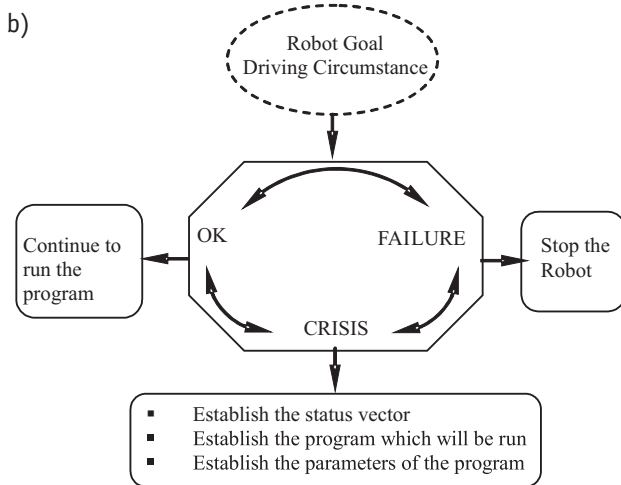 b)
Robot Goal
Driving Circumstance
OK
FAILURE
CRISIS
Continue to
run the
program
Stop the
Robot
▪ Establish the status vector
▪ Establish the program which will be run
▪ Establish the parameters of the program